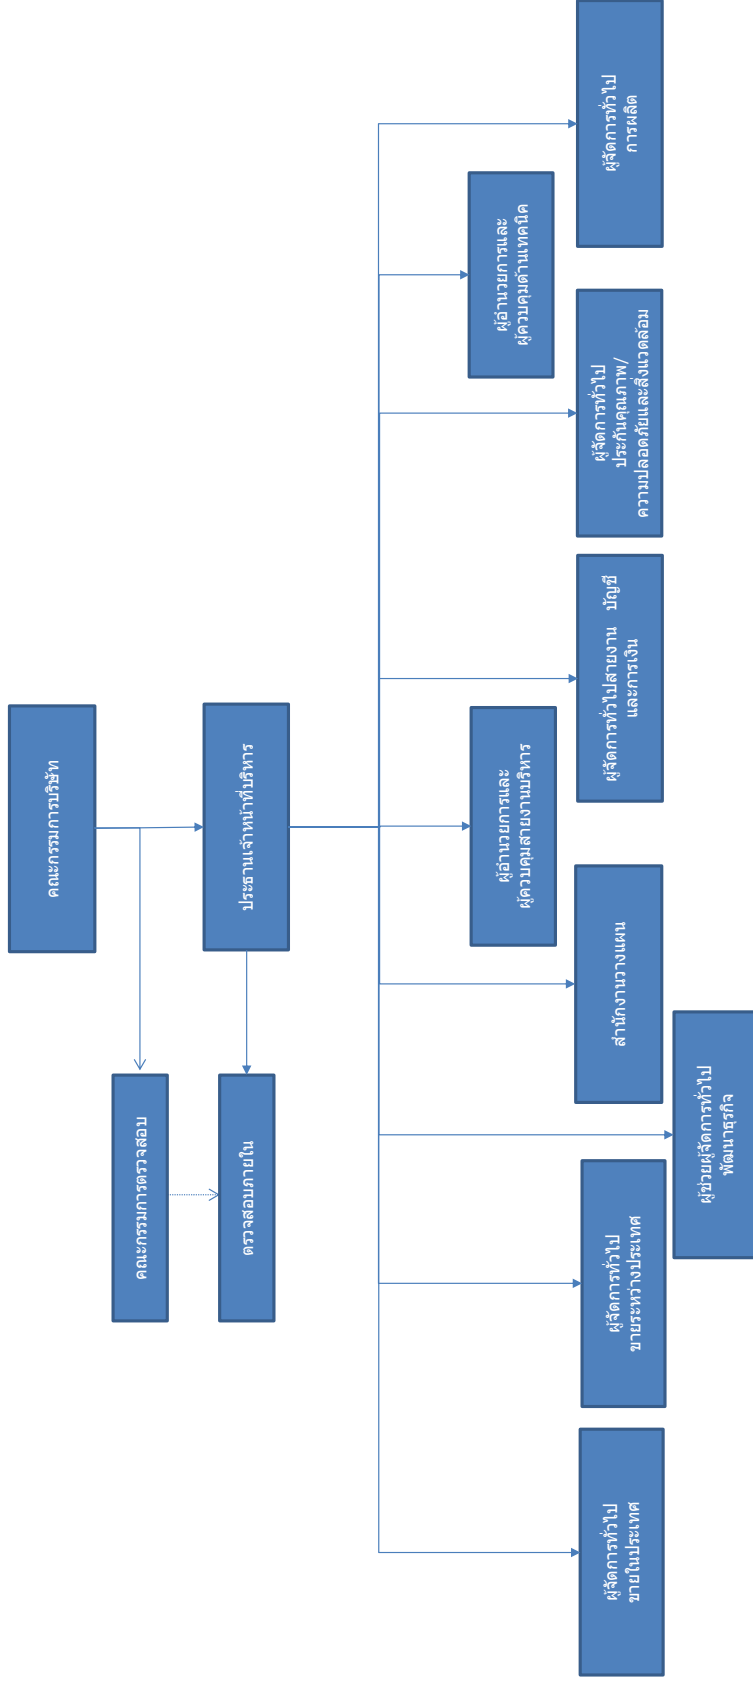 คณะกรรมการบริษัท
คณะกรรมการตรวจสอบ
ประธานเจ้าหน้าที่บริหาร
ตรวจสอบภายใน
ผู้อำนวยการและ
ผู้ควบคุมสายงานบริหาร
ผู้อำนวยการและ
ผู้ควบคุมด้านเทคนิค
ผู้จัดการทั่วไป
ขายในประเทศ
ผู้จัดการทั่วไป
ขายระหว่างประเทศ
ผู้ช่วยผู้จัดการทั่วไป
พัฒนาธุรกิจ
สำนักงานวางแผน
ผู้จัดการทั่วไปสายงาน บัญชี
และการเงิน
ผู้จัดการทั่วไป
ประกันคุณภาพ/
ความปลอดภัยและสิ่งแวดล้อม
ผู้จัดการทั่วไป
การผลิต